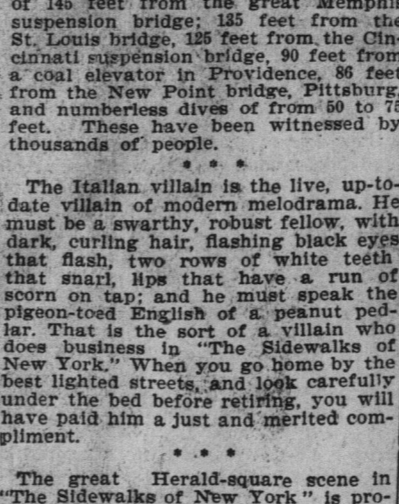 of 145 feet from the great Memphis
suspension bridge; 135 feet from the
St. Louis bridge, 125 feet from the Cin-
cinnati suspension bridge, 90 feet from
a coal elevator in Providence, 86 feet
from the New Point bridge, Pittsburg,
and numberless dives of from 50 to 75
feet. These have been witnessed by
thousands of people.
* * *
The Italian villain is the live, up-to-
date villain of modern melodrama. He
must be a swarthy, robust fellow, with
dark, curling hair, flashing black eyes
that flash, two rows of white teeth
that snarl, lips that have a run of
scorn on tap; and he must speak the
pigeon-toed English of a peanut ped-
lar. That is the sort of a villain who
does business in "The Sidewalks of
New York." When you go home by the
best lighted streets, and look carefully
under the bed before retiring, you will
have paid him a just and merited com-
pliment.
* * *
The great Herald-square scene in
"The Sidewalks of New York" is pro-